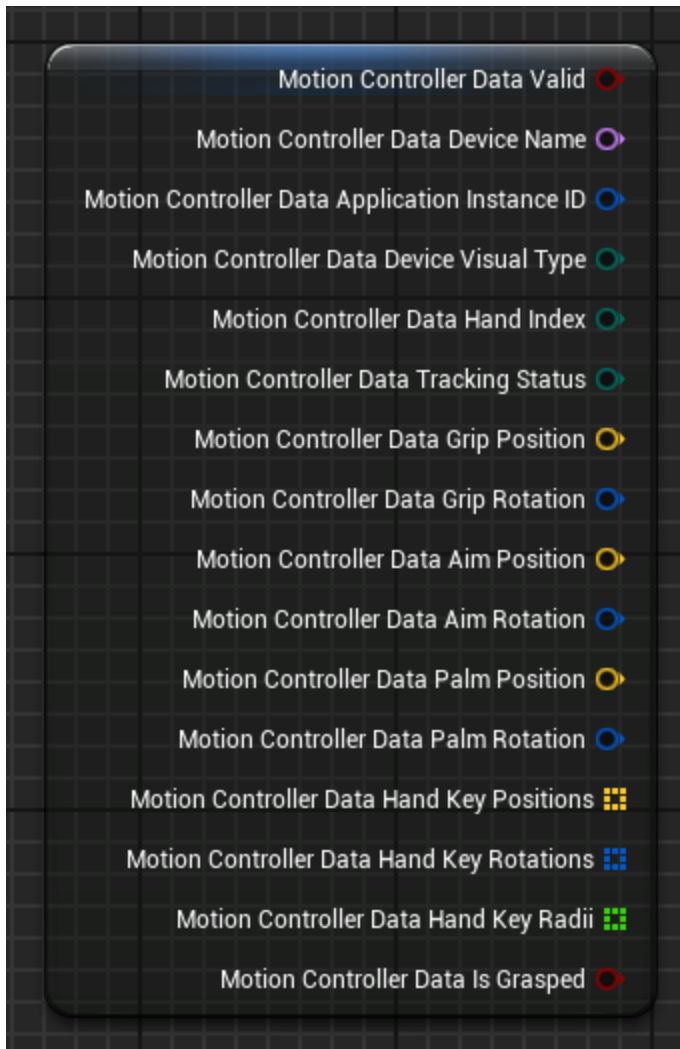 Motion Controller Data Valid
Motion Controller Data Device Name
Motion Controller Data Application Instance ID
Motion Controller Data Device Visual Type
Motion Controller Data Hand Index
Motion Controller Data Tracking Status
Motion Controller Data Grip Position
Motion Controller Data Grip Rotation
Motion Controller Data Aim Position
Motion Controller Data Aim Rotation
Motion Controller Data Palm Position
Motion Controller Data Palm Rotation
Motion Controller Data Hand Key Positions
Motion Controller Data Hand Key Rotations
Motion Controller Data Hand Key Radii
Motion Controller Data Is Grasped